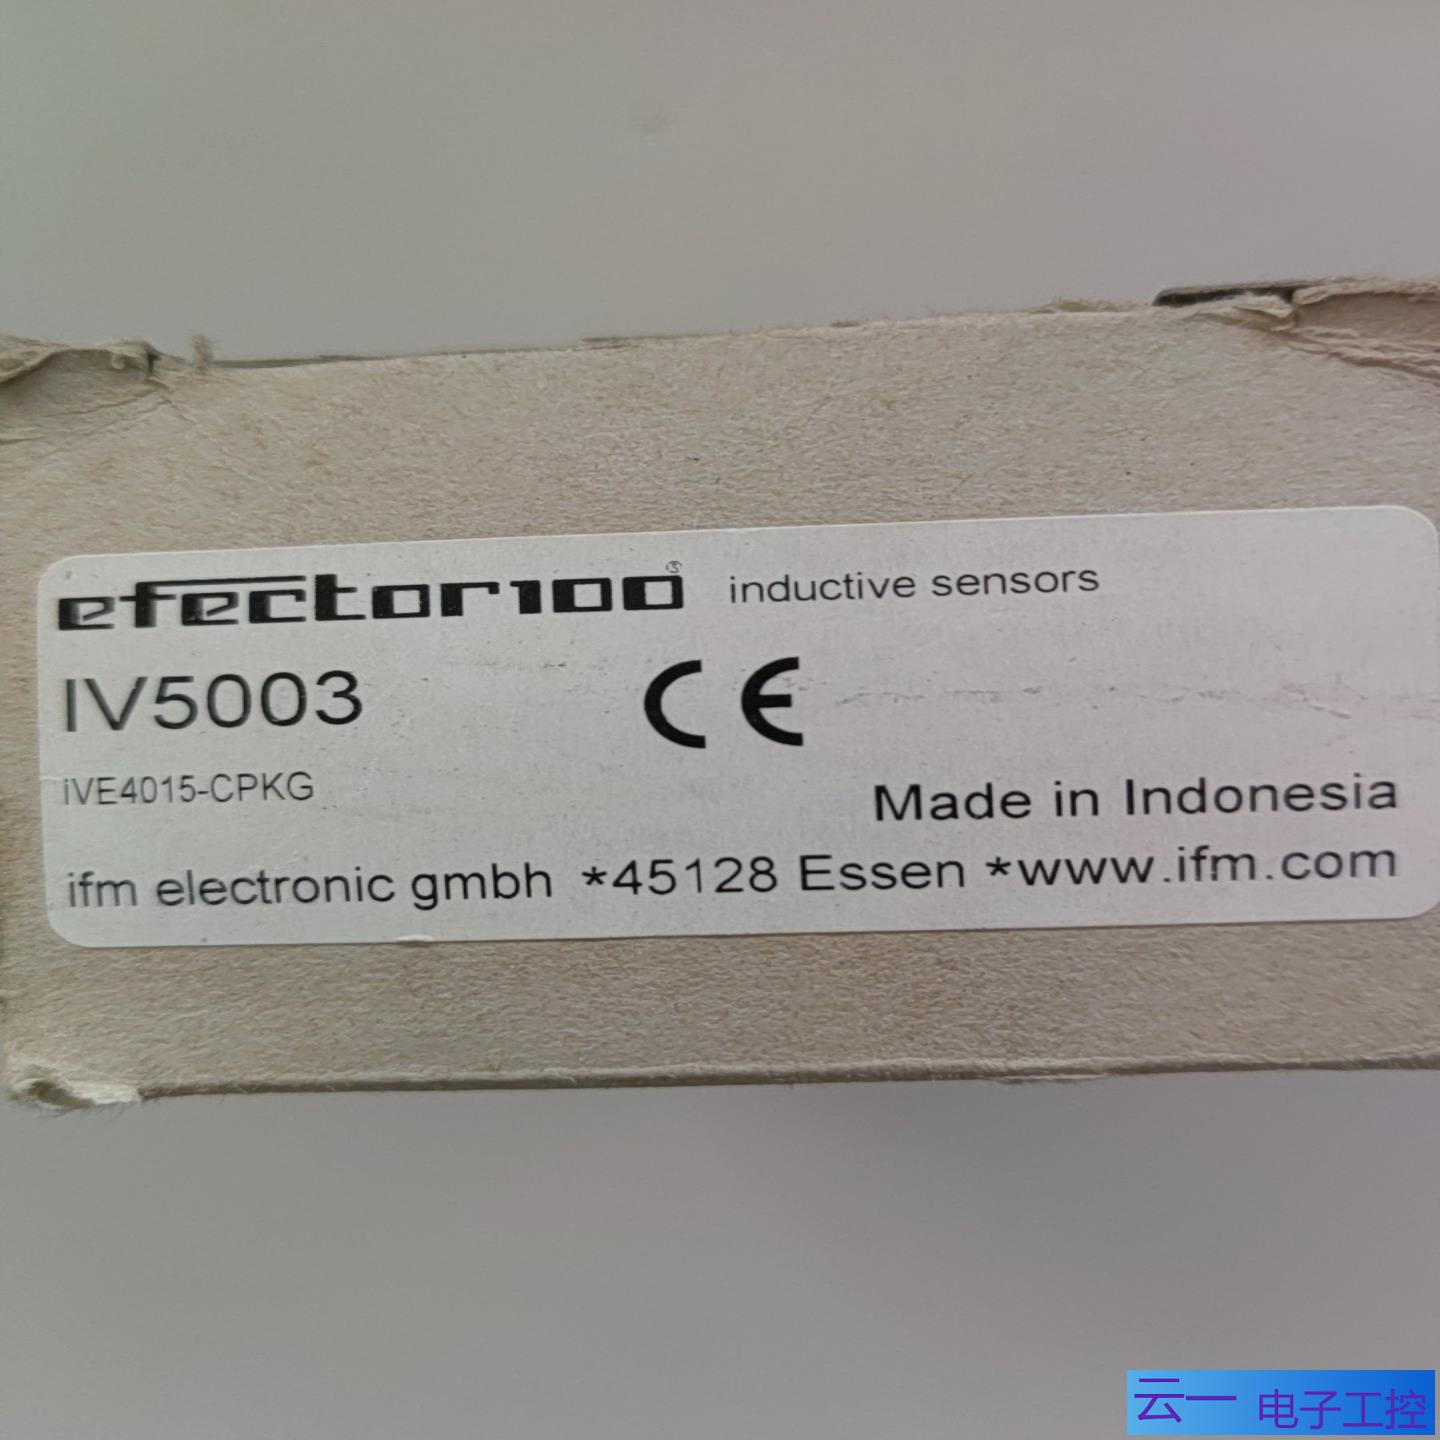 efector100® inductive sensors
IV5003
CE
iVE4015-CPKG
Made in Indonesia
ifm electronic gmbh *45128 Essen *www.ifm.com
云一 电子工控